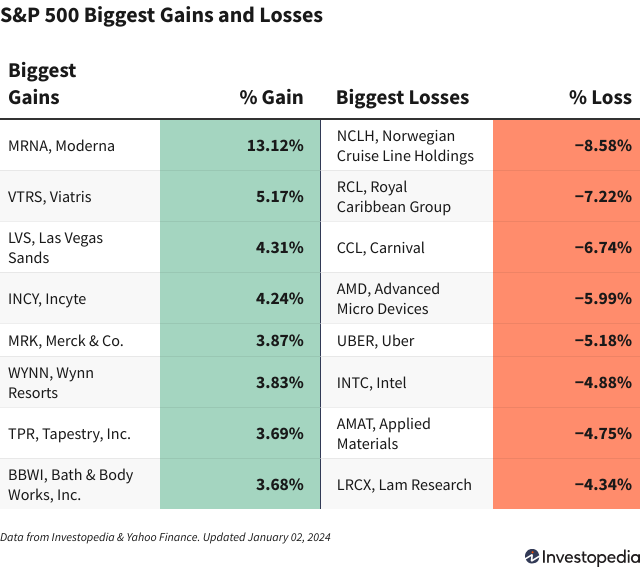 S&P 500 Biggest Gains and Losses
Biggest
Gains
% Gain
Biggest Losses
% Loss
MRNA, Moderna
13.12%
NCLH, Norwegian
Cruise Line Holdings
−8.58%
VTRS, Viatris
5.17%
RCL, Royal
Caribbean Group
−7.22%
LVS, Las Vegas
Sands
4.31%
CCL, Carnival
−6.74%
INCY, Incyte
4.24%
AMD, Advanced
Micro Devices
−5.99%
MRK, Merck & Co.
3.87%
UBER, Uber
−5.18%
WYNN, Wynn
Resorts
3.83%
INTC, Intel
−4.88%
TPR, Tapestry, Inc.
3.69%
AMAT, Applied
Materials
−4.75%
BBWI, Bath & Body
Works, Inc.
3.68%
LRCX, Lam Research
−4.34%
Data from Investopedia & Yahoo Finance. Updated January 02, 2024
Investopedia